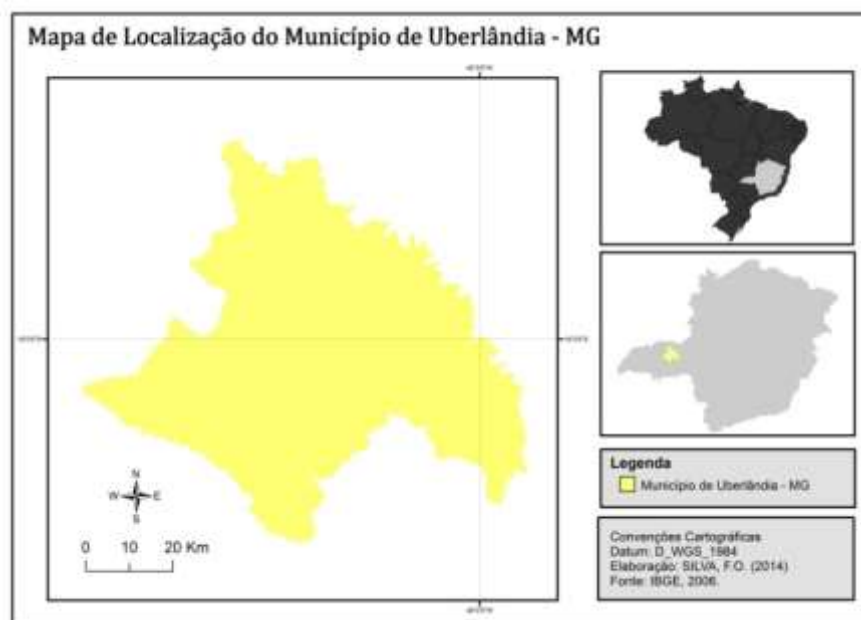 Mapa de Localização do Município de Uberlândia - MG
N
W E
S
0 10 20 Km
Legenda
Município de Uberlândia - MG
Convenções Cartográficas
Datum: D_WGS_1984
Elaboração: SILVA, F.O. (2014)
Fonte: IBGE, 2006.